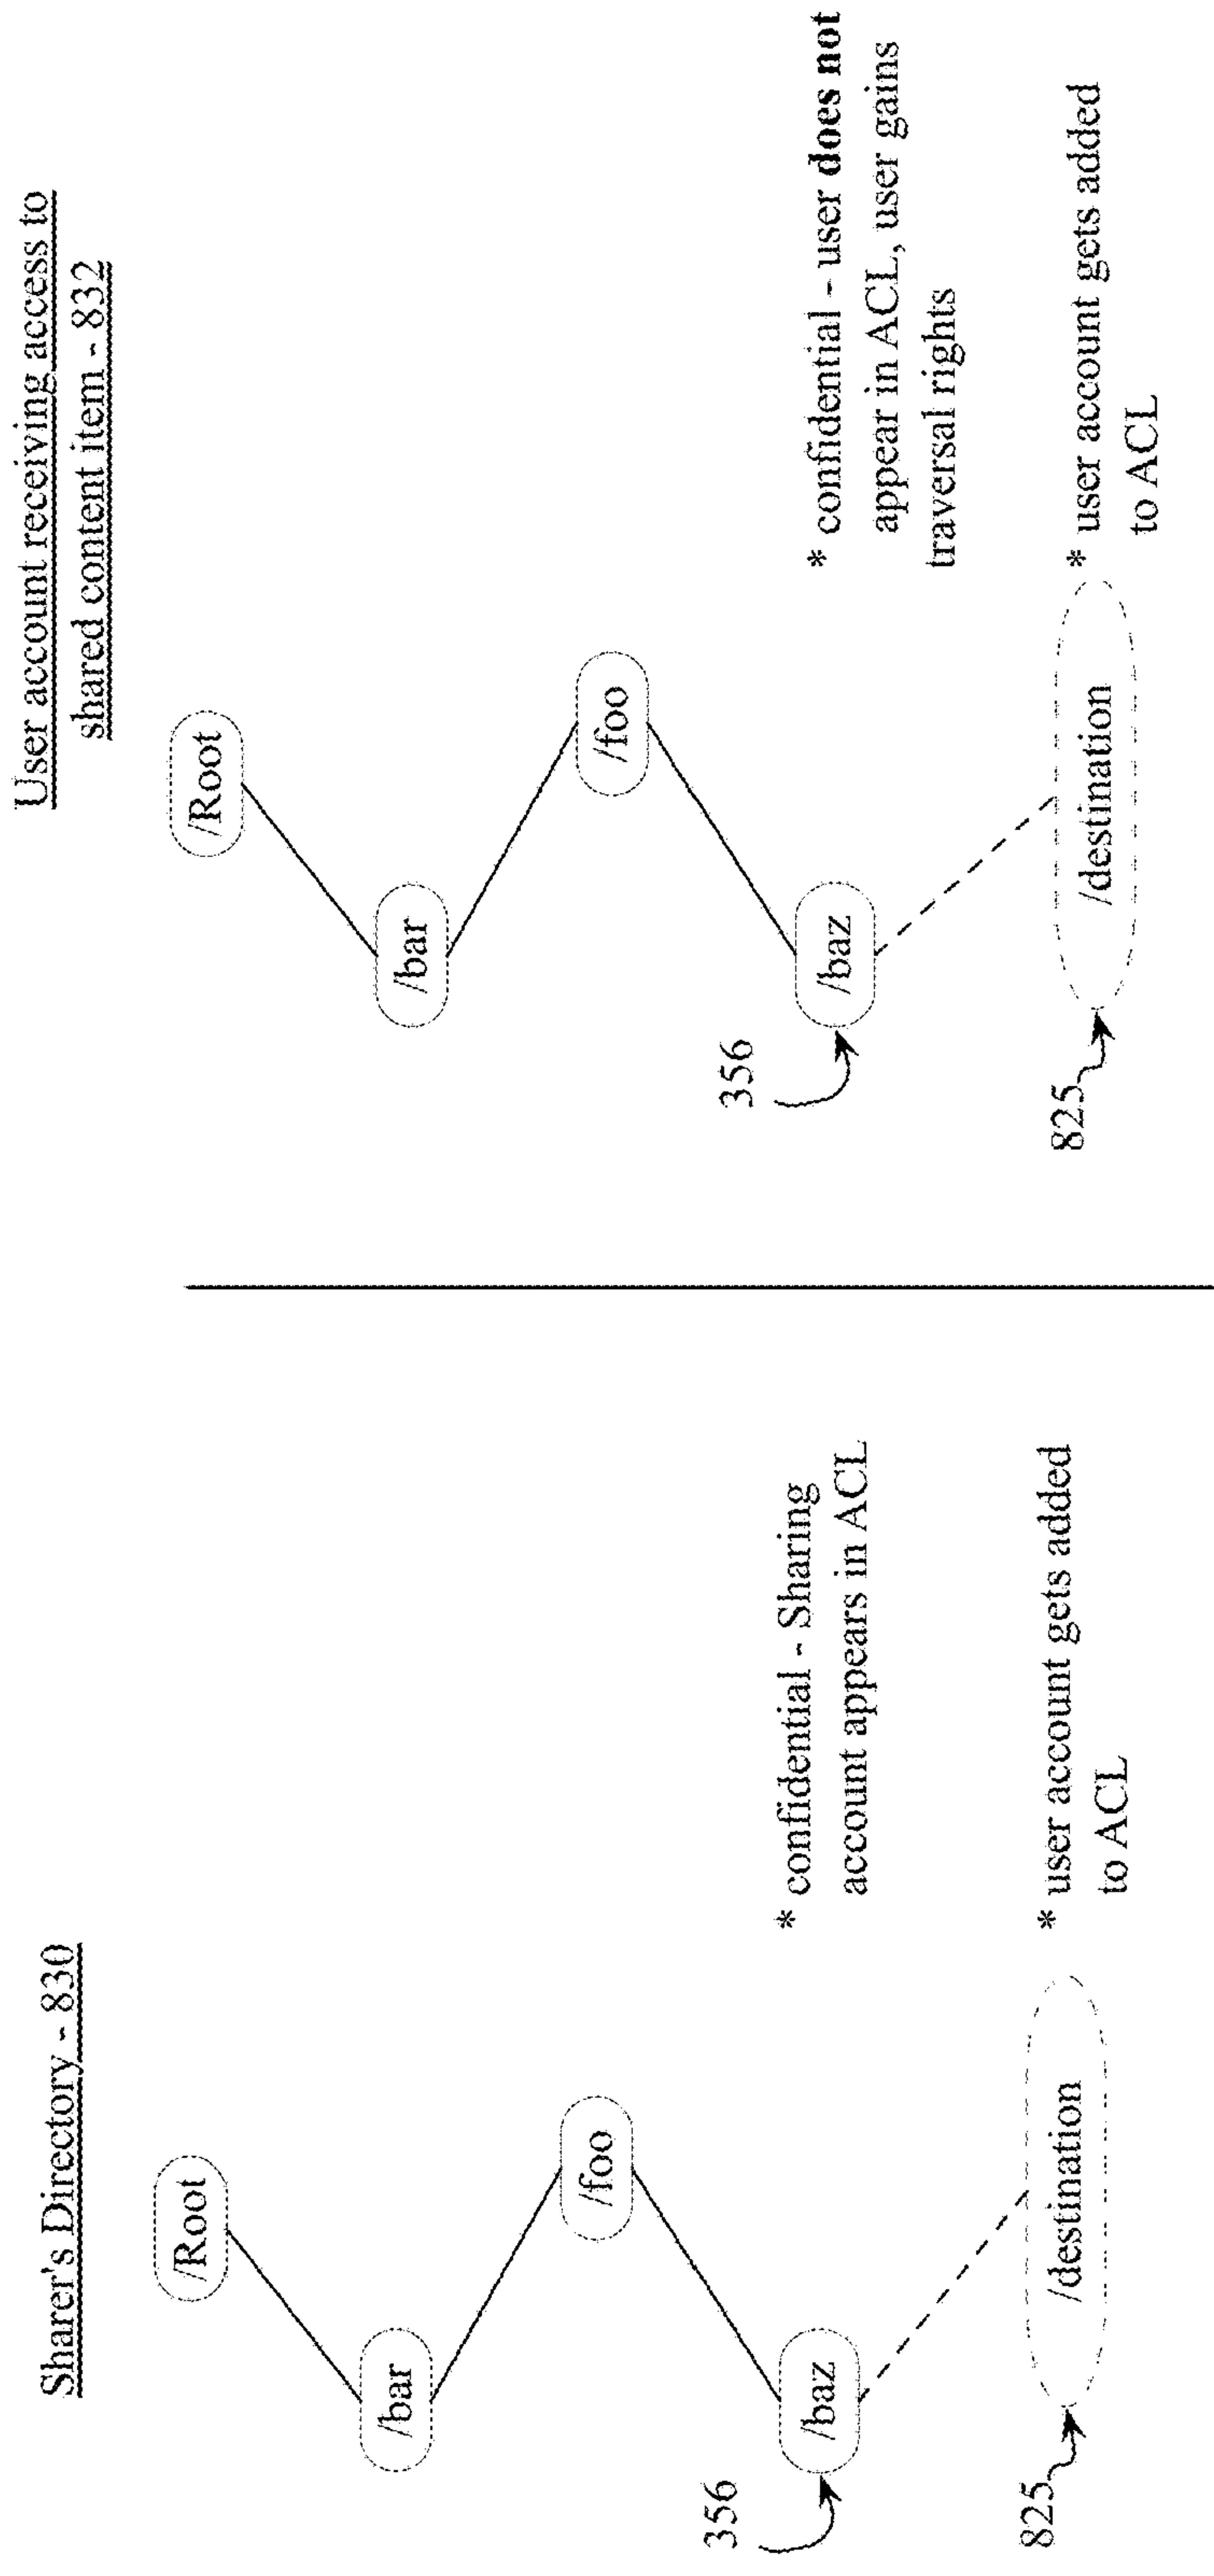 Sharer's Directory - 830
/Root
/bar
/foo
356
/baz
* confidential - Sharing
account appears in ACL
825
/destination
* user account gets added
to ACL
User account receiving access to
shared content item - 832
/Root
/bar
/foo
356
/baz
* confidential - user does not
appear in ACL, user gains
traversal rights
825
/destination
* user account gets added
to ACL